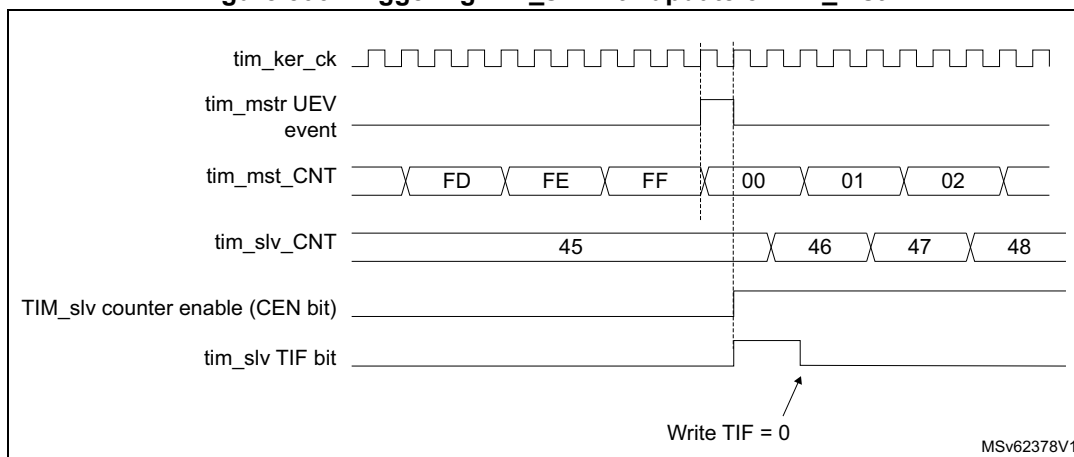 tim_ker_ck
tim_mstr UEV
event
tim_mst_CNT
FD FE FF 00 01 02
tim_slv_CNT
45 46 47 48
TIM_slv counter enable (CEN bit)
tim_slv TIF bit
Write TIF = 0
MSv62378V1